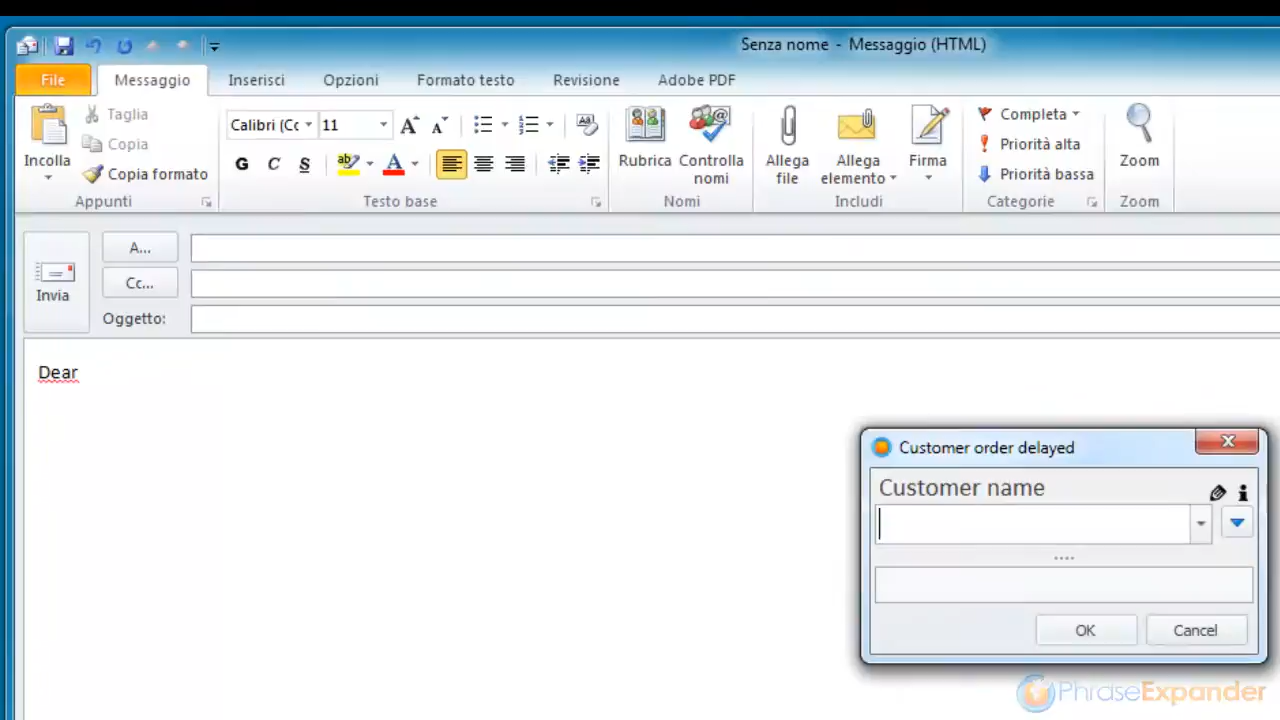 Senza nome - Messaggio (HTML)
File Messaggio Inserisci Opzioni Formato testo Revisione Adobe PDF
Incolla
Taglia
Copia
Copia formato
Appunti
Calibri (Cc 11
G C S
Testo base
Rubrica
Controlla
nomi
Nomi
Allega
file
Allega
elemento
Firma
Includi
Completa
Priorità alta
Priorità bassa
Categorie
Zoom
Zoom
Invia
A...
Cc...
Oggetto:
Dear
Customer order delayed
Customer name
OK Cancel
PhraseExpander